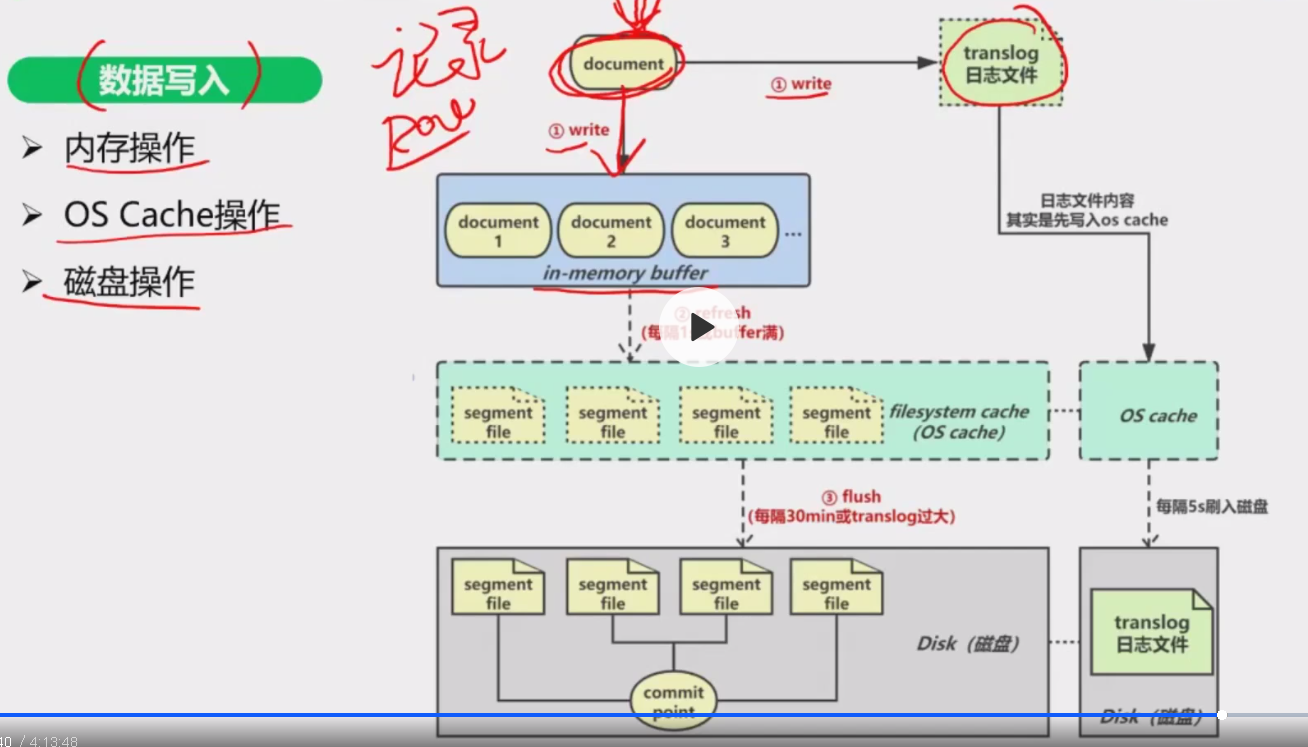 数据写入
内存操作
OS Cache操作
磁盘操作
记录
Row
document
① write
translog
日志文件
① write
document
1
document
2
document
3
...
in-memory buffer
日志文件内容
其实是先写入os cache
② refresh
(每隔1
buffer满)
segment
file
segment
file
segment
file
segment
file
filesystem cache
(OS cache)
OS cache
③ flush
(每隔30min或translog过大)
每隔5s刷入磁盘
segment
file
segment
file
segment
file
segment
file
Disk（磁盘）
commit
point
translog
日志文件
Disk（磁盘）
40 / 4:13:48